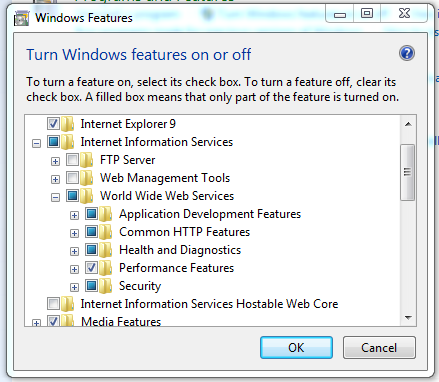 Windows Features
Turn Windows features on or off
To turn a feature on, select its check box. To turn a feature off, clear its
check box. A filled box means that only part of the feature is turned on.
Internet Explorer 9
Internet Information Services
FTP Server
Web Management Tools
World Wide Web Services
Application Development Features
Common HTTP Features
Health and Diagnostics
Performance Features
Security
Internet Information Services Hostable Web Core
Media Features
OK
Cancel